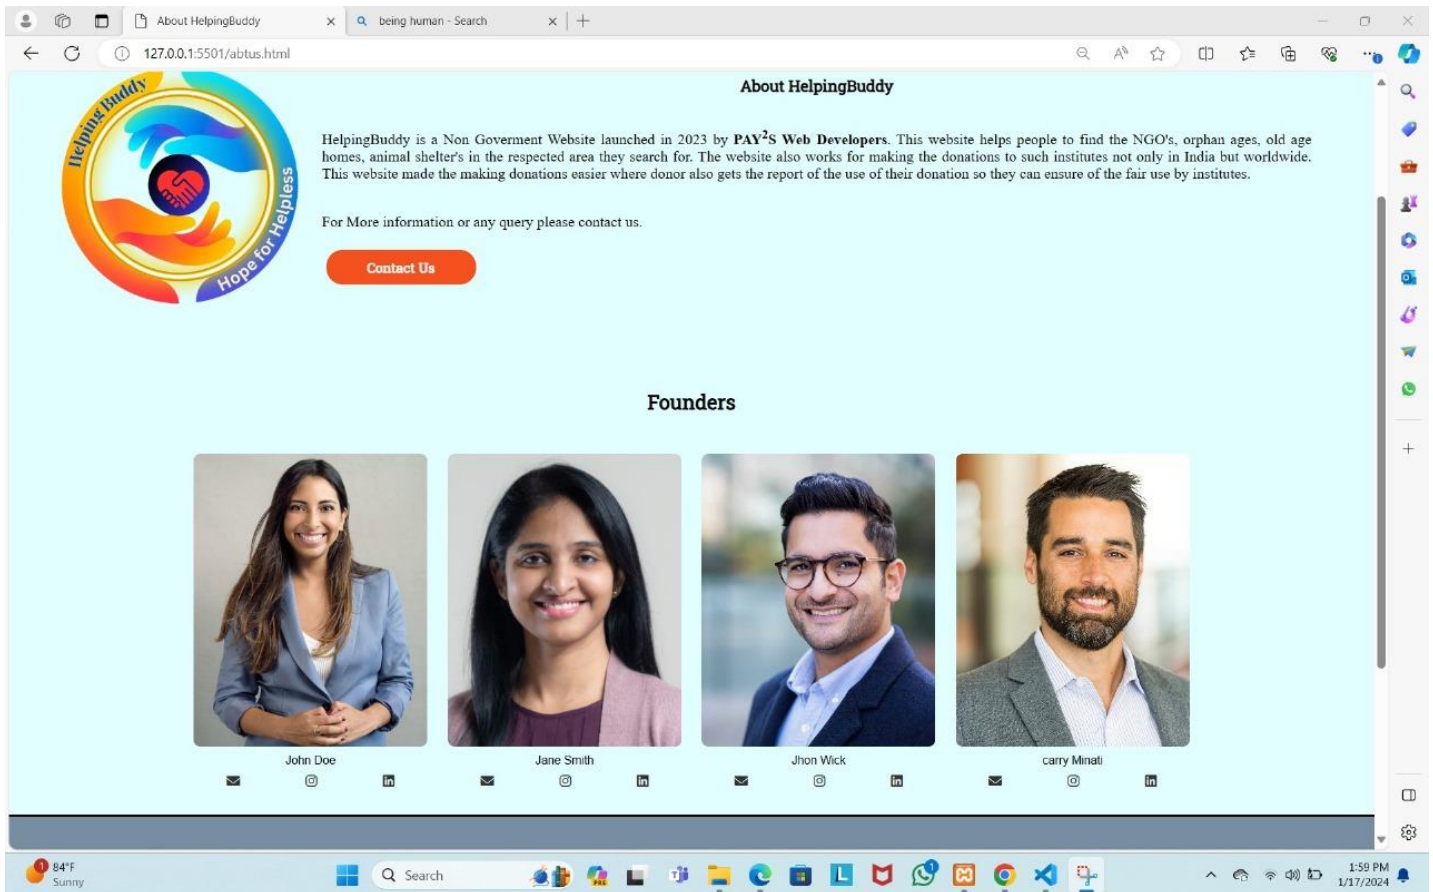 About HelpingBuddy
being human - Search
127.0.0.1:5501/abtus.html
Helping Buddy
Hope for Helpless
About HelpingBuddy
HelpingBuddy is a Non Goverment Website launched in 2023 by PAY²S Web Developers. This website helps people to find the NGO's, orphan ages, old age
homes, animal shelter's in the respected area they search for. The website also works for making the donations to such institutes not only in India but worldwide.
This website made the making donations easier where donor also gets the report of the use of their donation so they can ensure of the fair use by institutes.
For More information or any query please contact us.
Contact Us
Founders
John Doe
Jane Smith
Jhon Wick
carry Minati
1
84°F
Sunny
Search
1:59 PM
1/17/2024